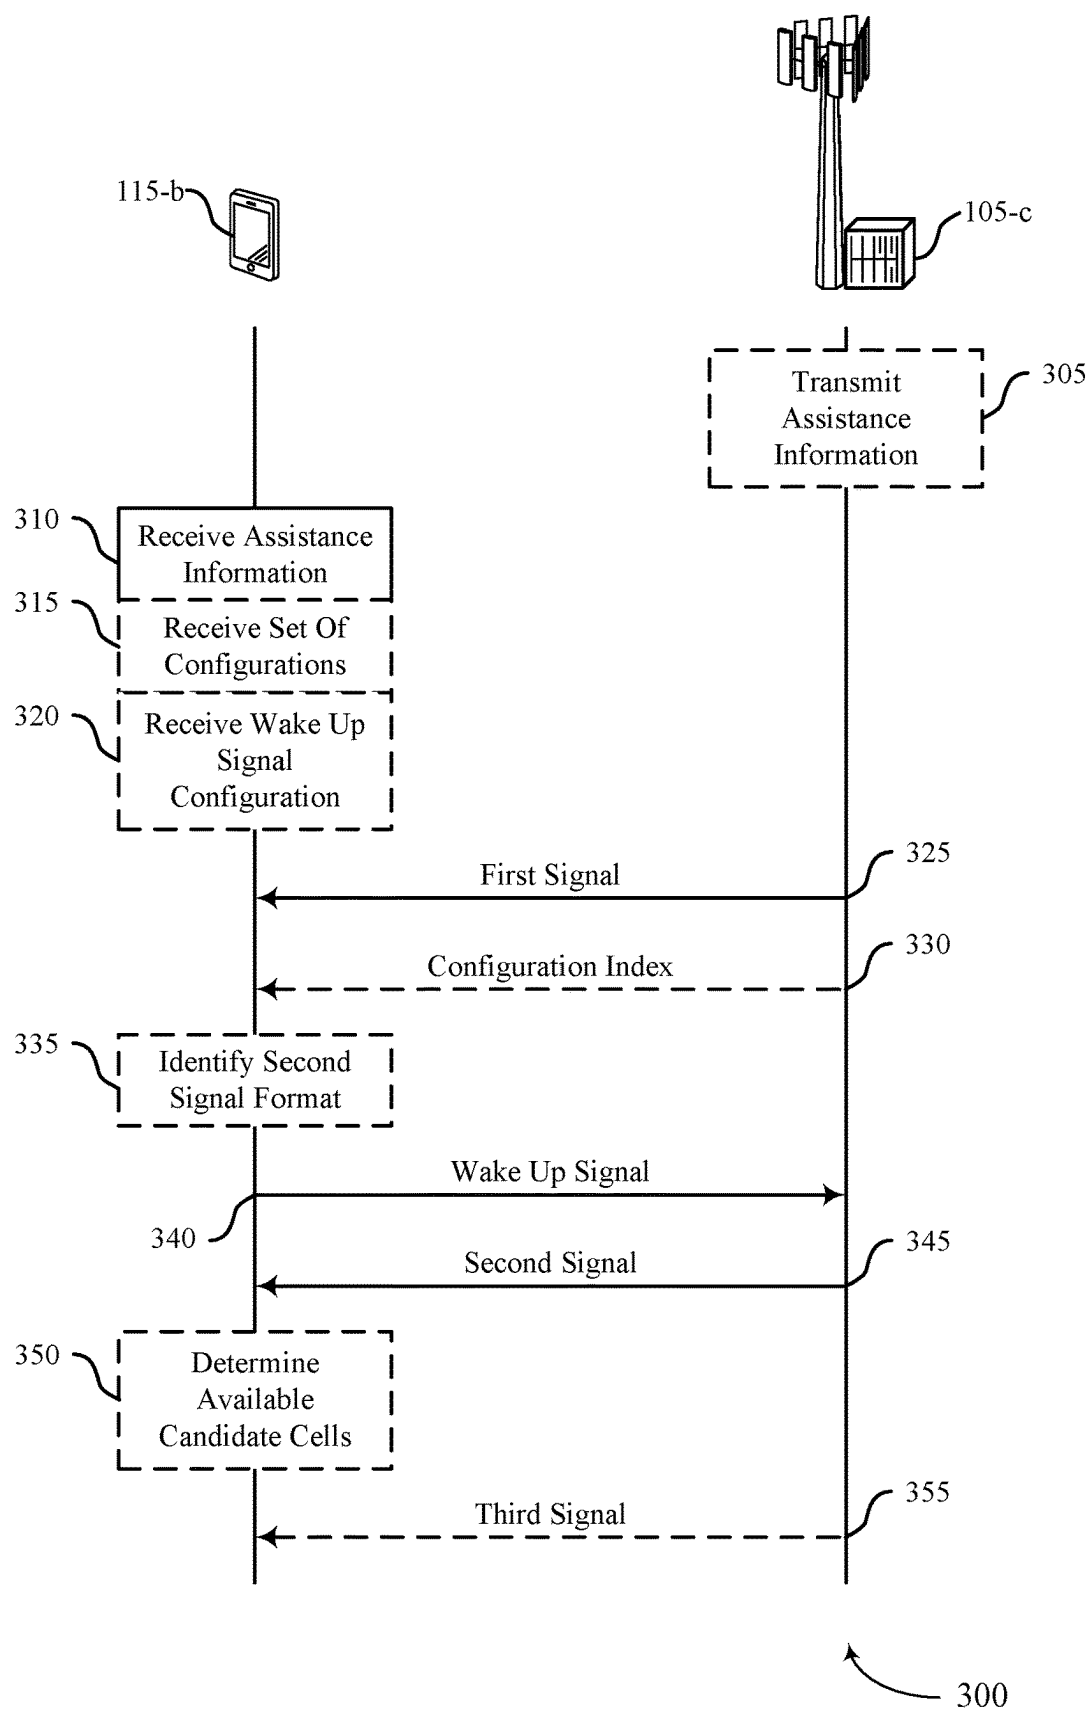 115-b
105-c
Transmit
Assistance
Information
305
310
Receive Assistance
Information
315
Receive Set Of
Configurations
320
Receive Wake Up
Signal
Configuration
First Signal
325
Configuration Index
330
335
Identify Second
Signal Format
Wake Up Signal
340
Second Signal
345
350
Determine
Available
Candidate Cells
Third Signal
355
300